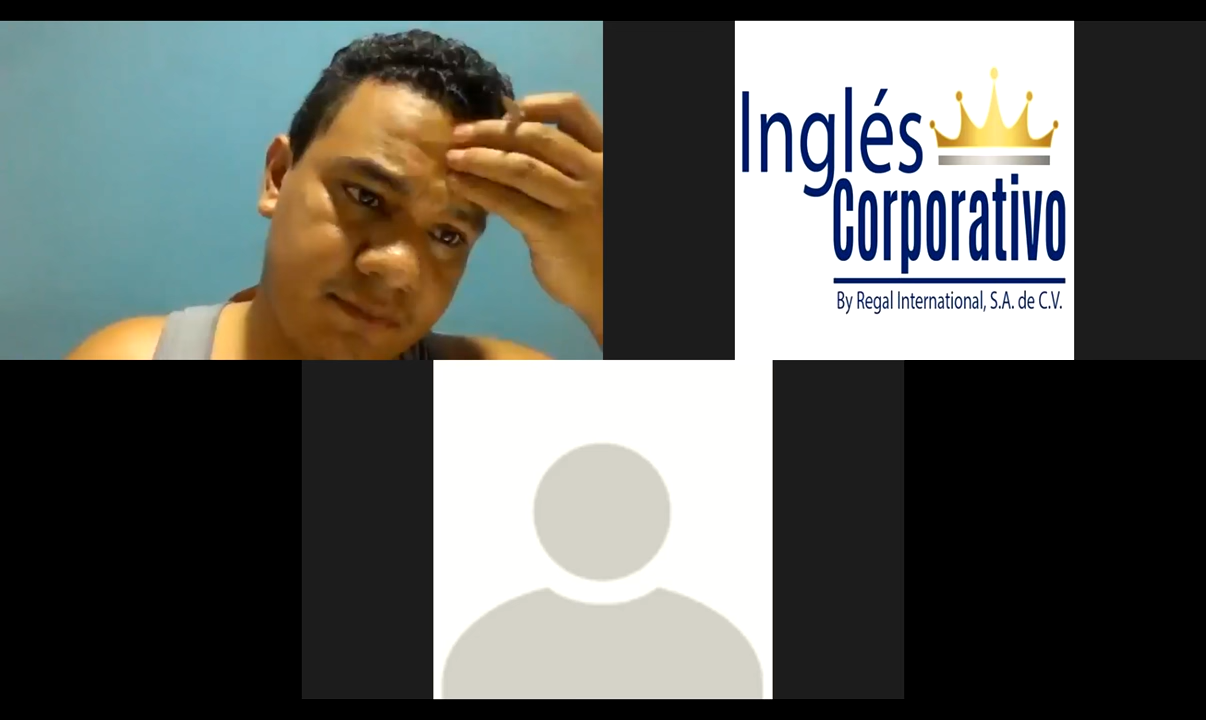 Inglés
Corporativo
By Regal International, S.A. de C.V.